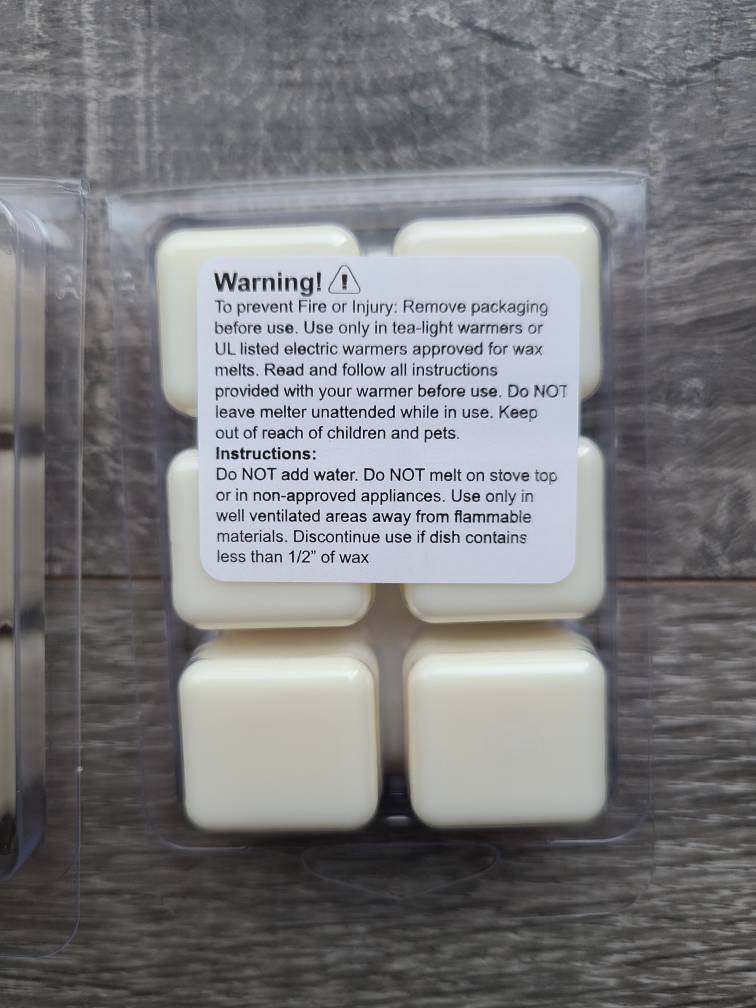 Warning! ⚠
To prevent Fire or Injury: Remove packaging
before use. Use only in tea-light warmers or
UL listed electric warmers approved for wax
melts. Read and follow all instructions
provided with your warmer before use. Do NOT
leave melter unattended while in use. Keep
out of reach of children and pets.
Instructions:
Do NOT add water. Do NOT melt on stove top
or in non-approved appliances. Use only in
well ventilated areas away from flammable
materials. Discontinue use if dish contains
less than 1/2” of wax